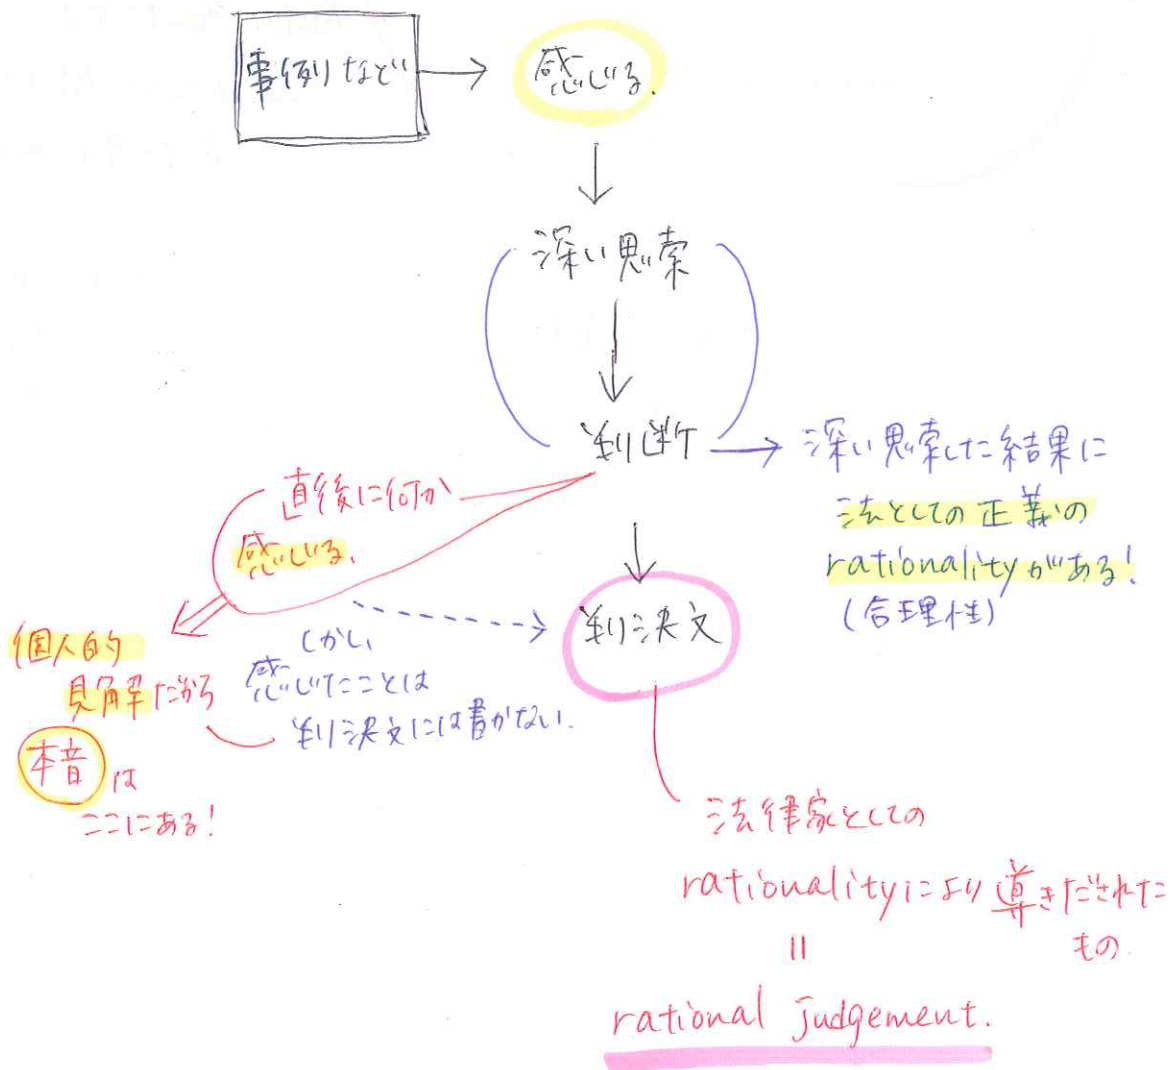 事例など
感じる.
深い思索
判断
深い思索した結果に
法としての正義の
rationalityがある!
(合理性)
直後に何か
感じる.
個人的
見解だから
本音は
ここにある!
しかし,
感じたことは
判決文には書かない.
判決文
法律家としての
rationalityにより導きだされた
もの.
=
rational judgement.